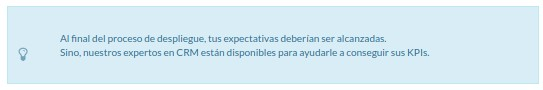 Al final del proceso de despliegue, tus expectativas deberían ser alcanzadas.
Sino, nuestros expertos en CRM están disponibles para ayudarle a conseguir sus KPIs.